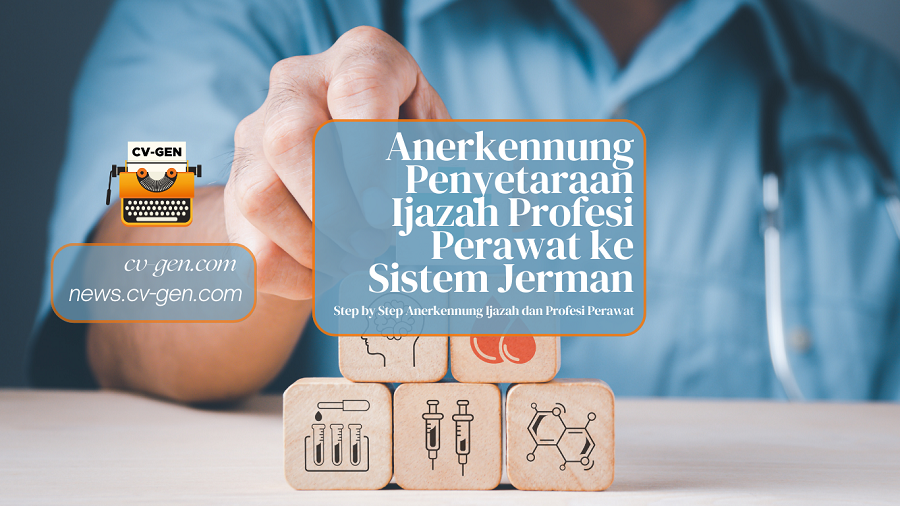 CV-GEN
cv-gen.com
news.cv-gen.com
Anerkennung
Penyetaraan
Ijazah Profesi
Perawat ke
Sistem Jerman
Step by Step Anerkennung Ijazah dan Profesi Perawat